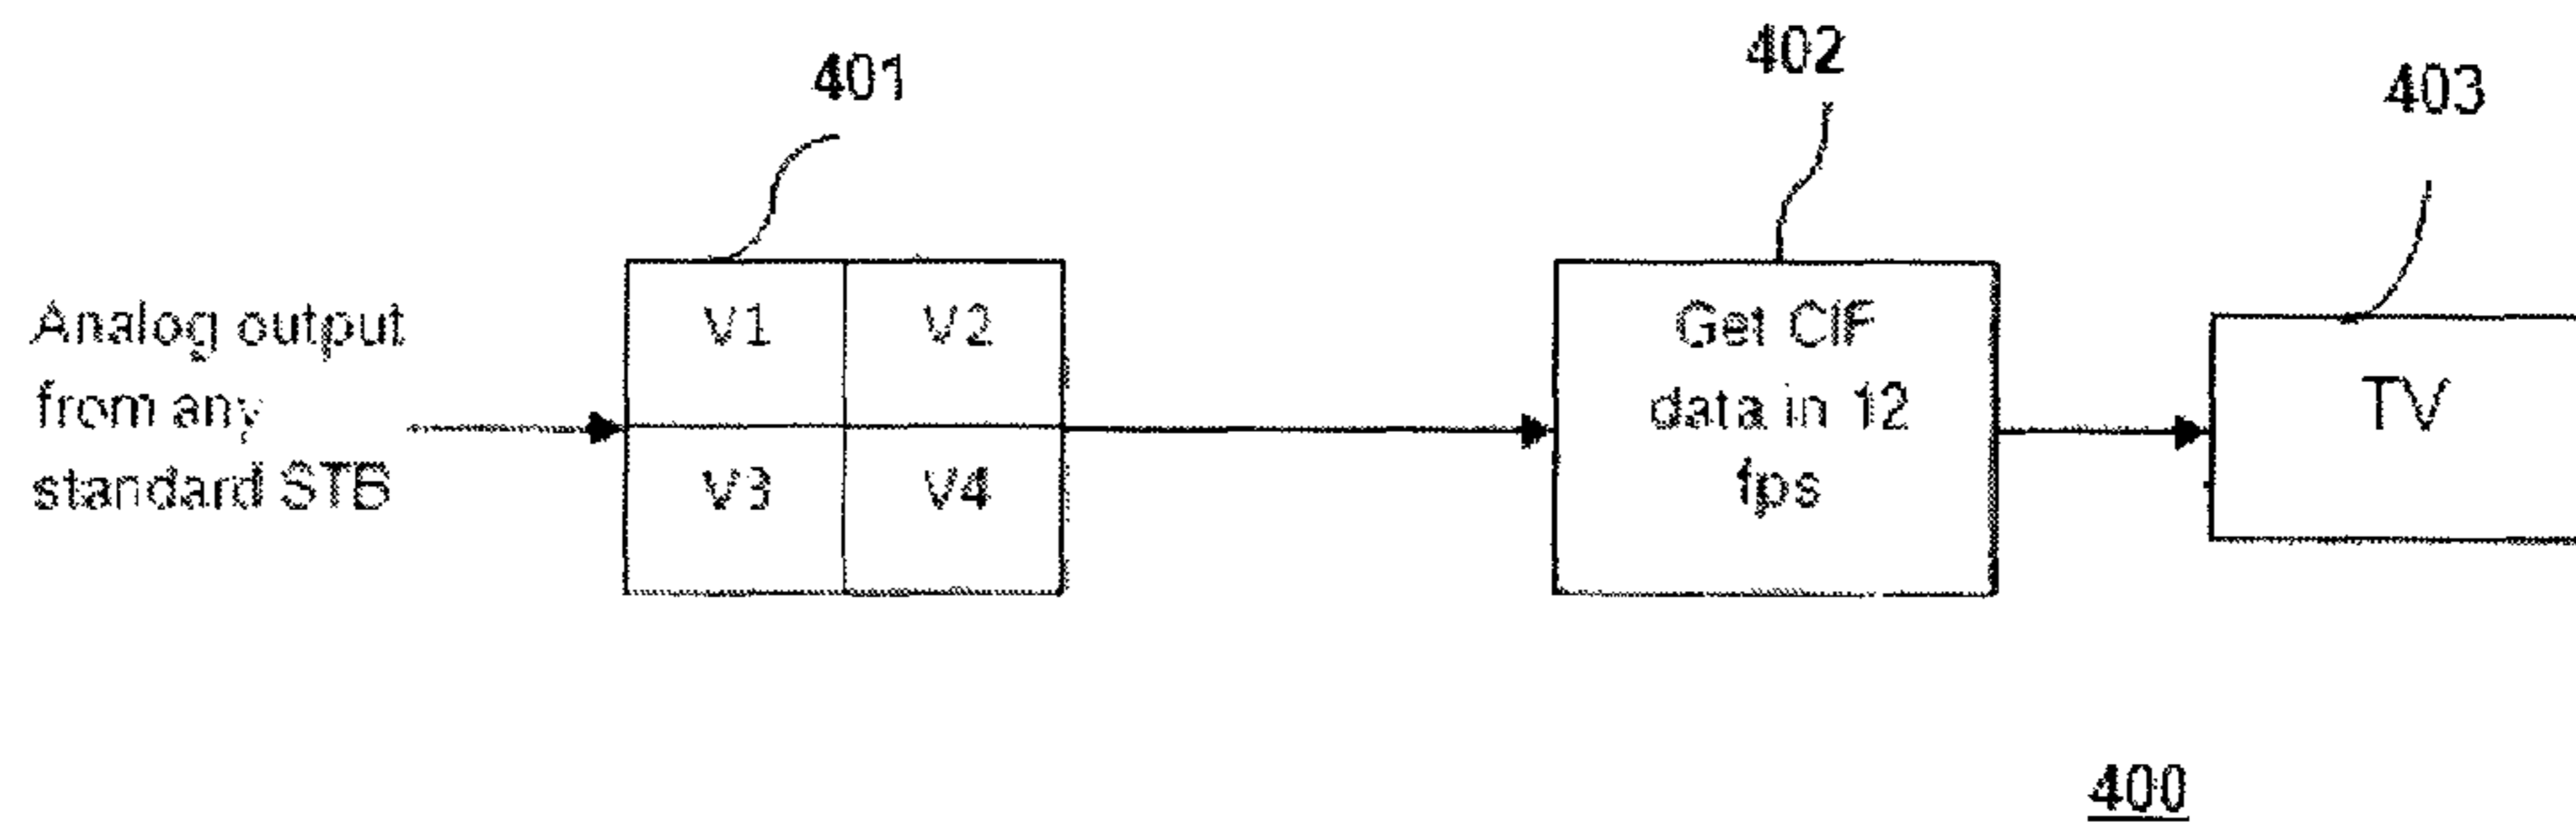 401
402
403
Analog output
from any
standard STB
V1 V2
V3 V4
Get CIF
data in 12
fps
TV
400